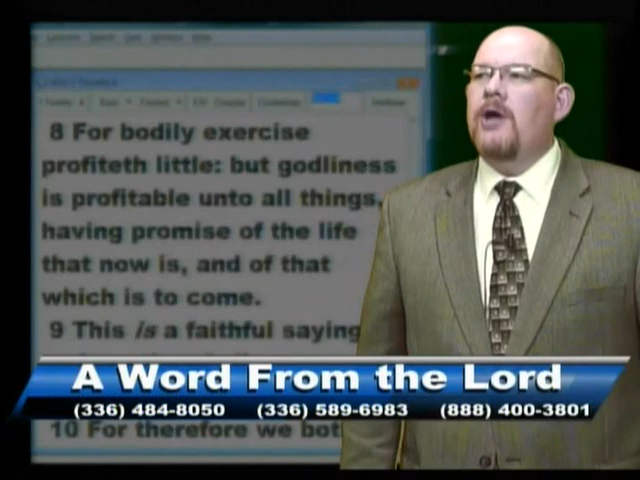 8 For bodily exercise
profiteth little: but godliness
is profitable unto all things,
having promise of the life
that now is, and of that
which is to come.
9 This is a faithful saying
A Word From the Lord
(336) 484-8050 (336) 589-6983 (888) 400-3801
10 For therefore we bot